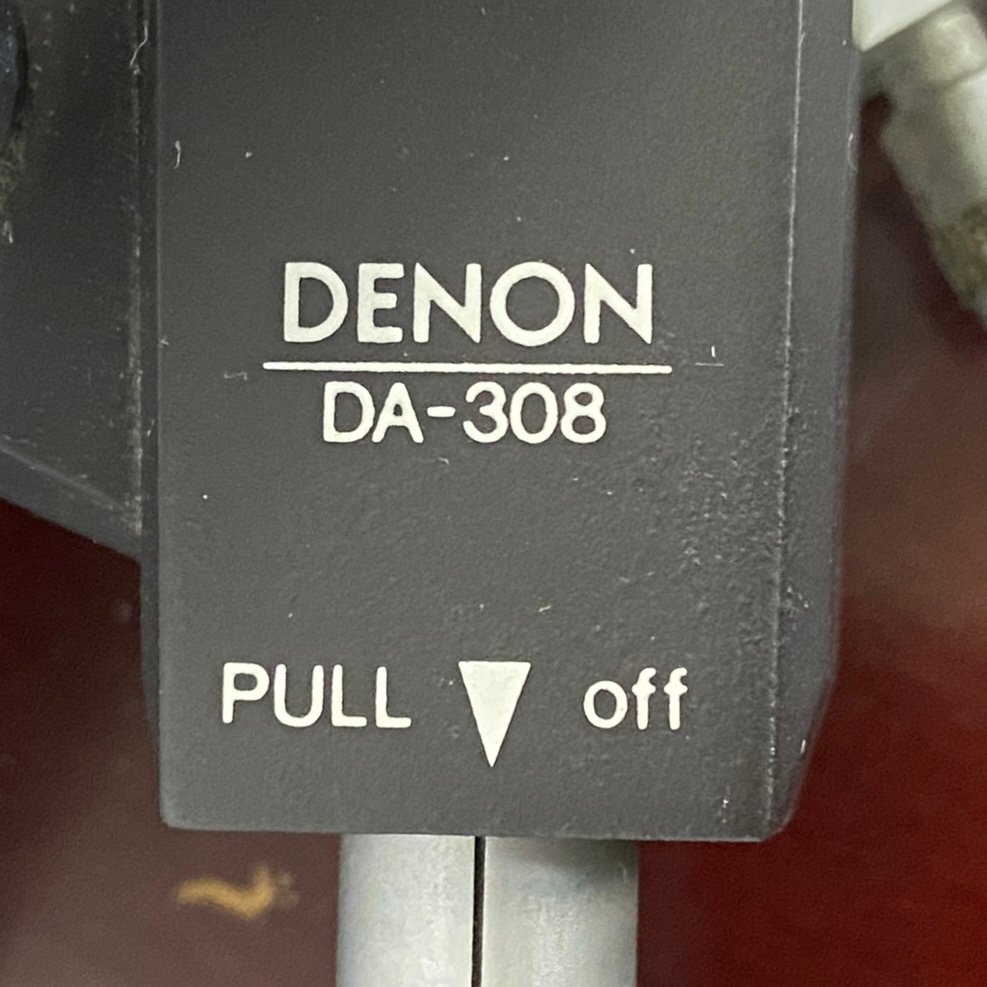 DENON
DA-308
PULL ▼ off